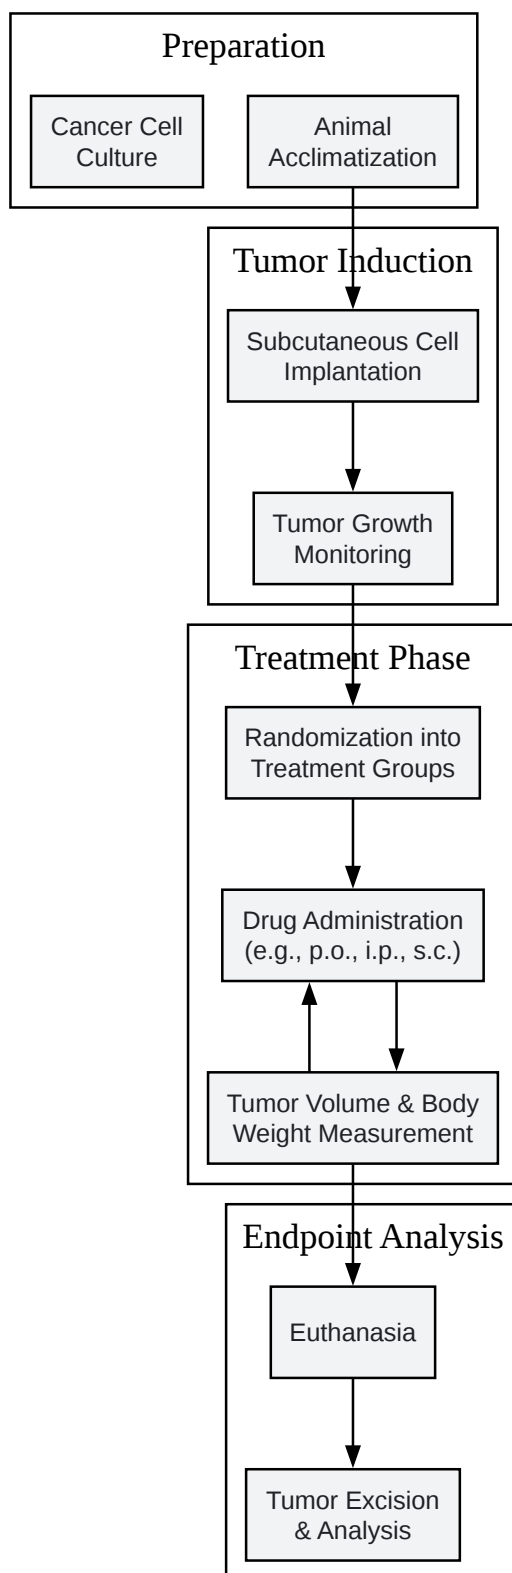 Preparation
Cancer Cell
Culture
Animal
Acclimatization
Tumor Induction
Subcutaneous Cell
Implantation
Tumor Growth
Monitoring
Treatment Phase
Randomization into
Treatment Groups
Drug Administration
(e.g., p.o., i.p., s.c.)
Tumor Volume & Body
Weight Measurement
Endpoint Analysis
Euthanasia
Tumor Excision
& Analysis